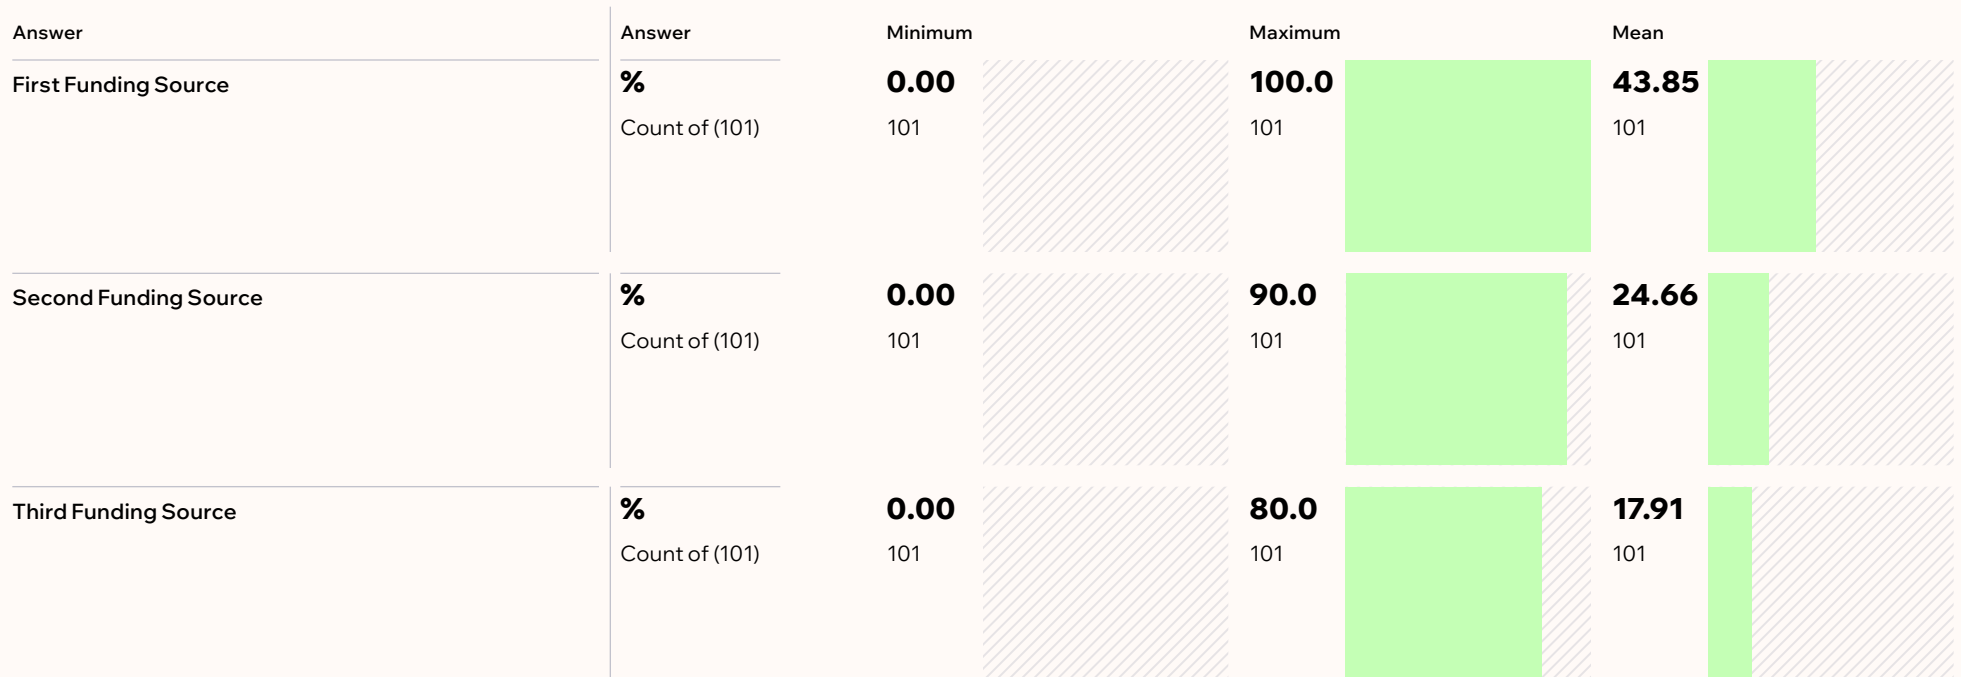 Answer Answer Minimum Maximum Mean
First Funding Source % 0.00 100.0 43.85
Count of (101) 101 101 101
Second Funding Source % 0.00 90.0 24.66
Count of (101) 101 101 101
Third Funding Source % 0.00 80.0 17.91
Count of (101) 101 101 101